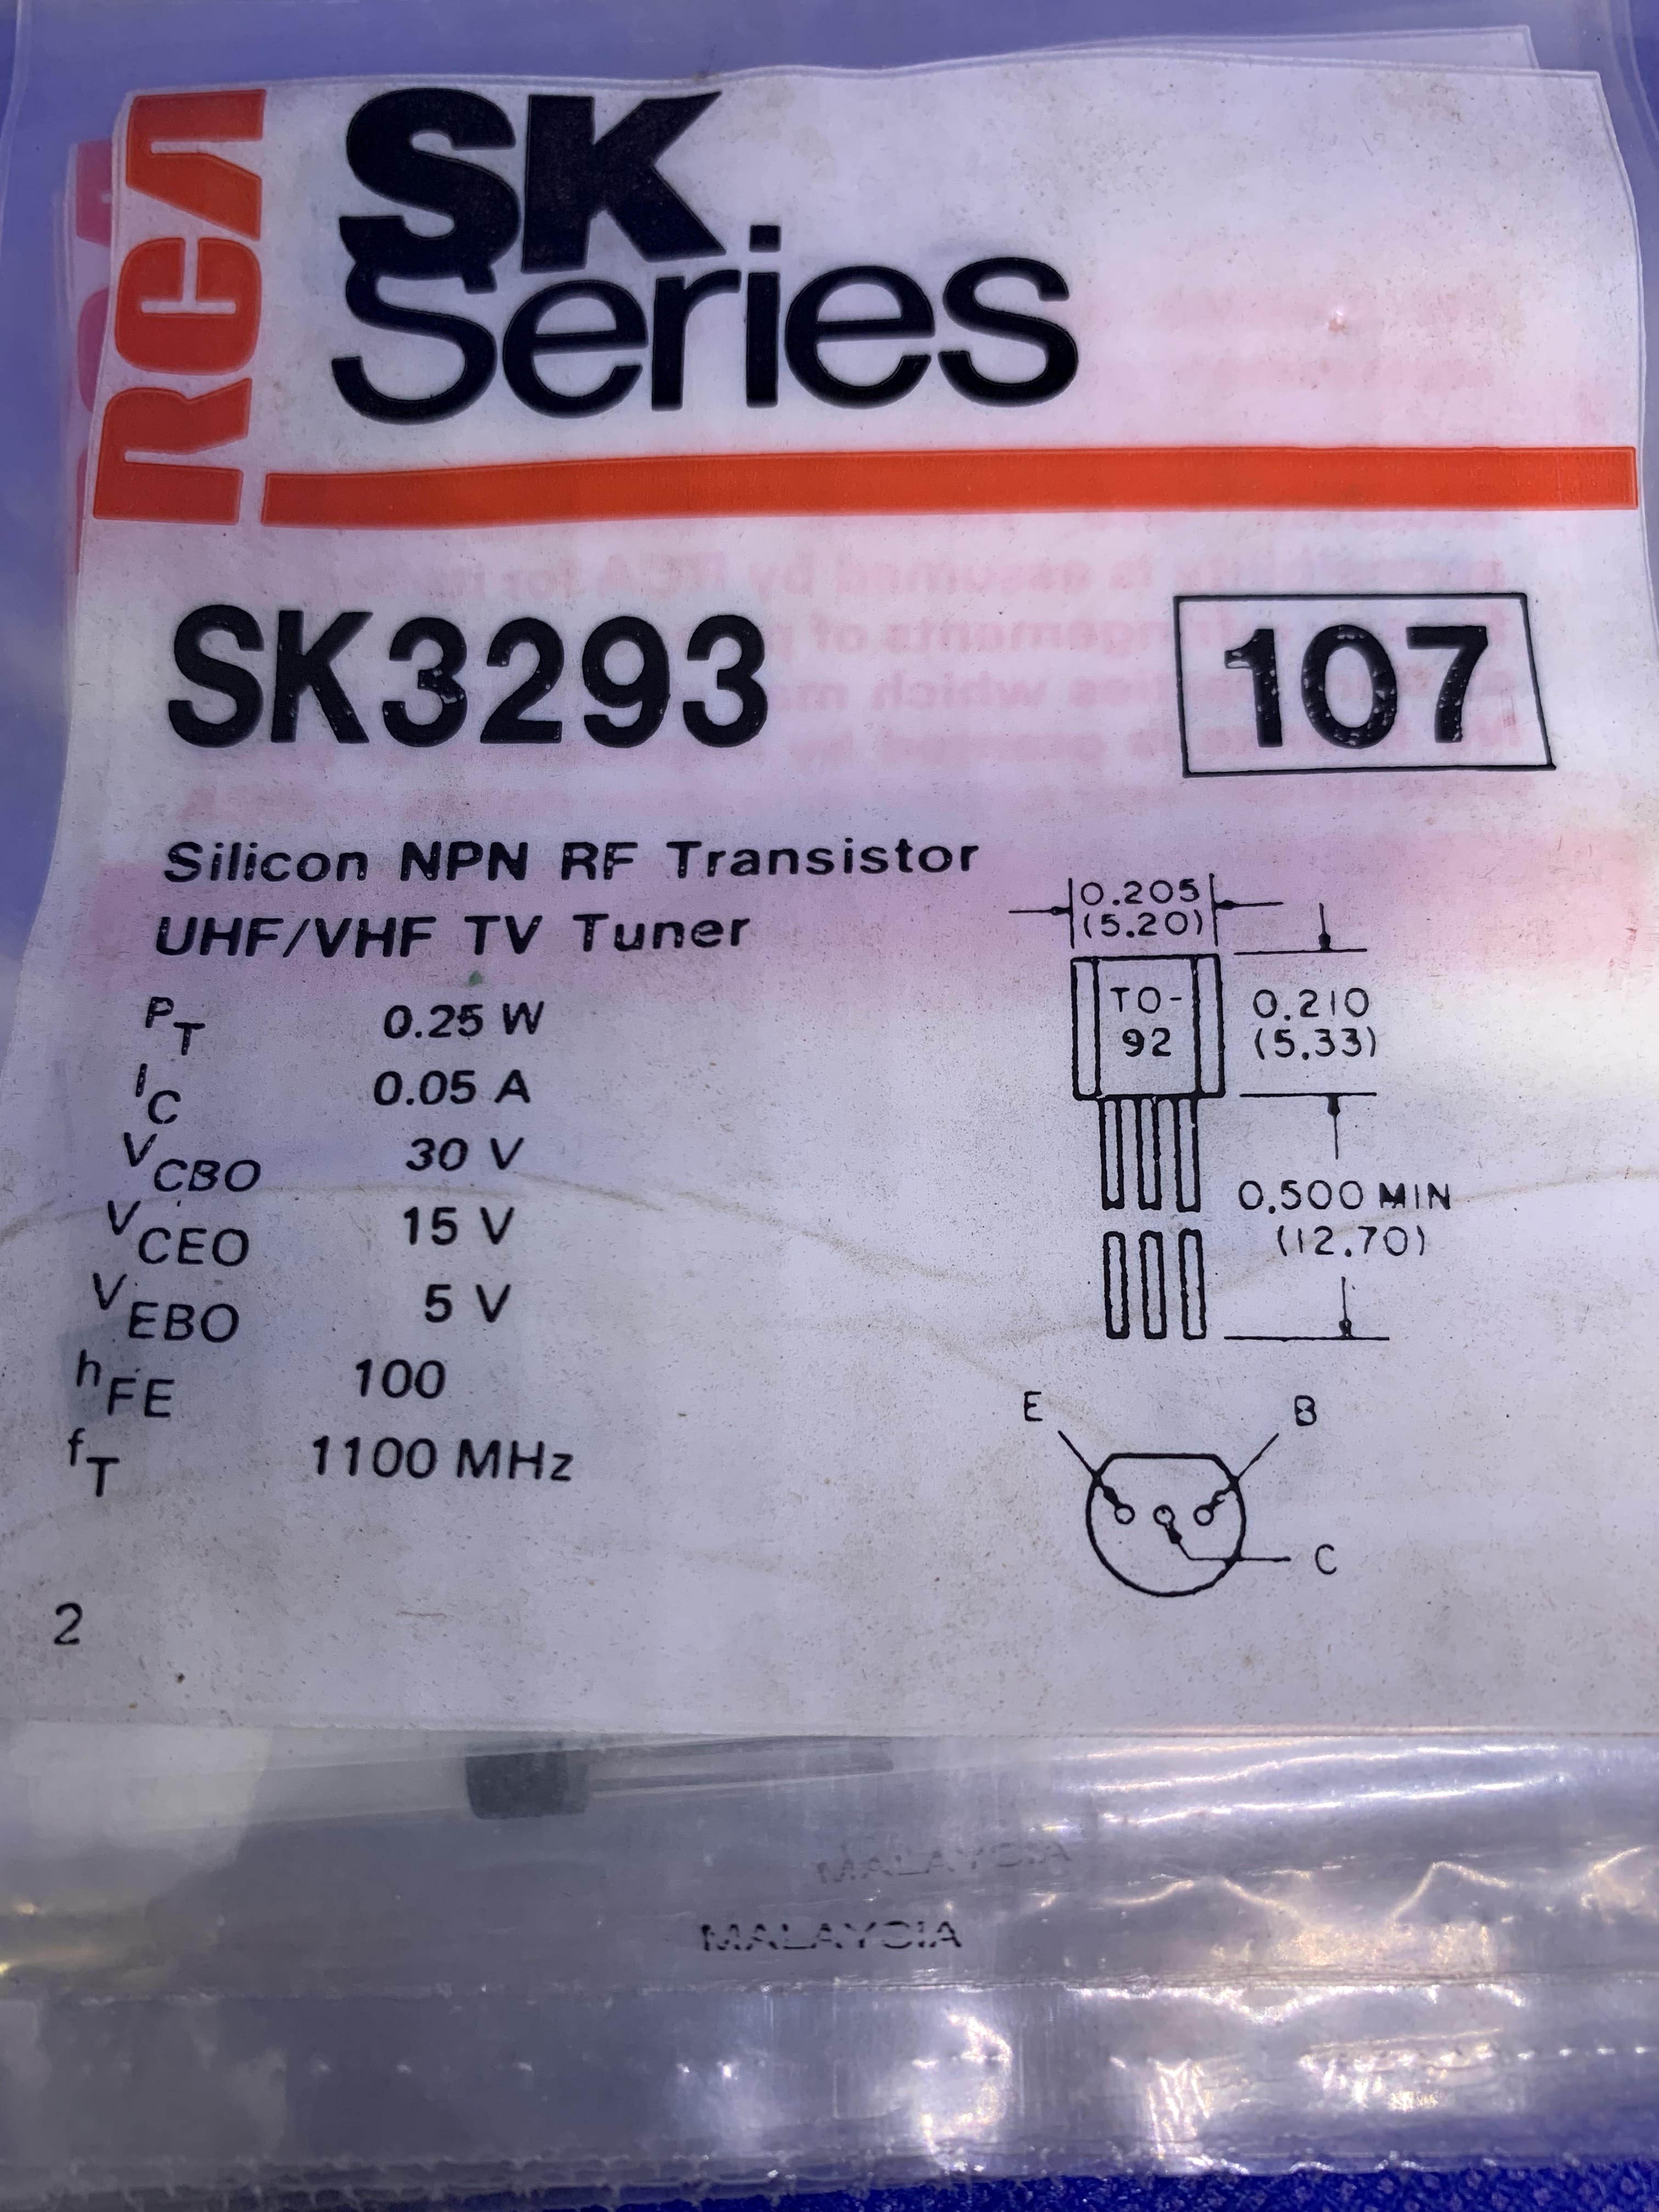 RCA
SK
Series
SK3293
107
Silicon NPN RF Transistor
UHF/VHF TV Tuner
PT 0.25 W
IC 0.05 A
VCBO 30 V
VCEO 15 V
VEBO 5 V
hFE 100
fT 1100 MHz
0.205
(5.20)
TO-
92
0.210
(5.33)
0.500 MIN
(12.70)
E
B
C
2
MALAYSIA